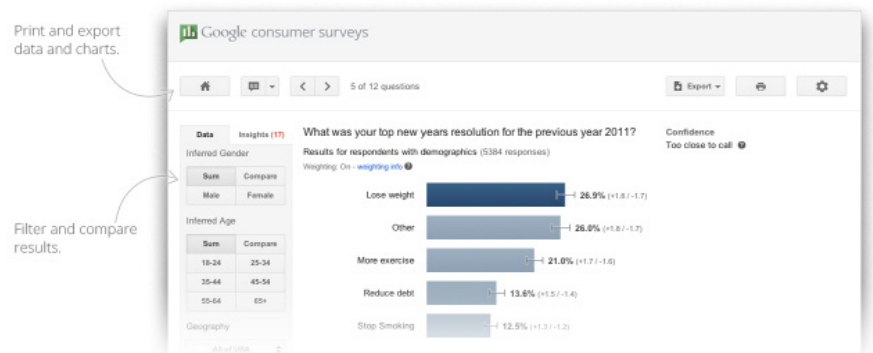 Print and export
data and charts.
Google consumer surveys
5 of 12 questions
Export
Data
Insights (17)
Inferred Gender
Sum
Compare
Male
Female
Inferred Age
Sum
Compare
18-24
25-34
35-44
45-54
55-64
65+
Geography
All of USA
Filter and compare
results.
What was your top new years resolution for the previous year 2011?
Results for respondents with demographics (5384 responses)
Weighting: On - weighting info
Confidence
Too close to call
Lose weight
26.9% (+1.8 / -1.7)
Other
26.0% (+1.8 / -1.7)
More exercise
21.0% (+1.7 / -1.6)
Reduce debt
13.6% (+1.5 / -1.4)
Stop Smoking
12.5% (+1.3 / -1.2)